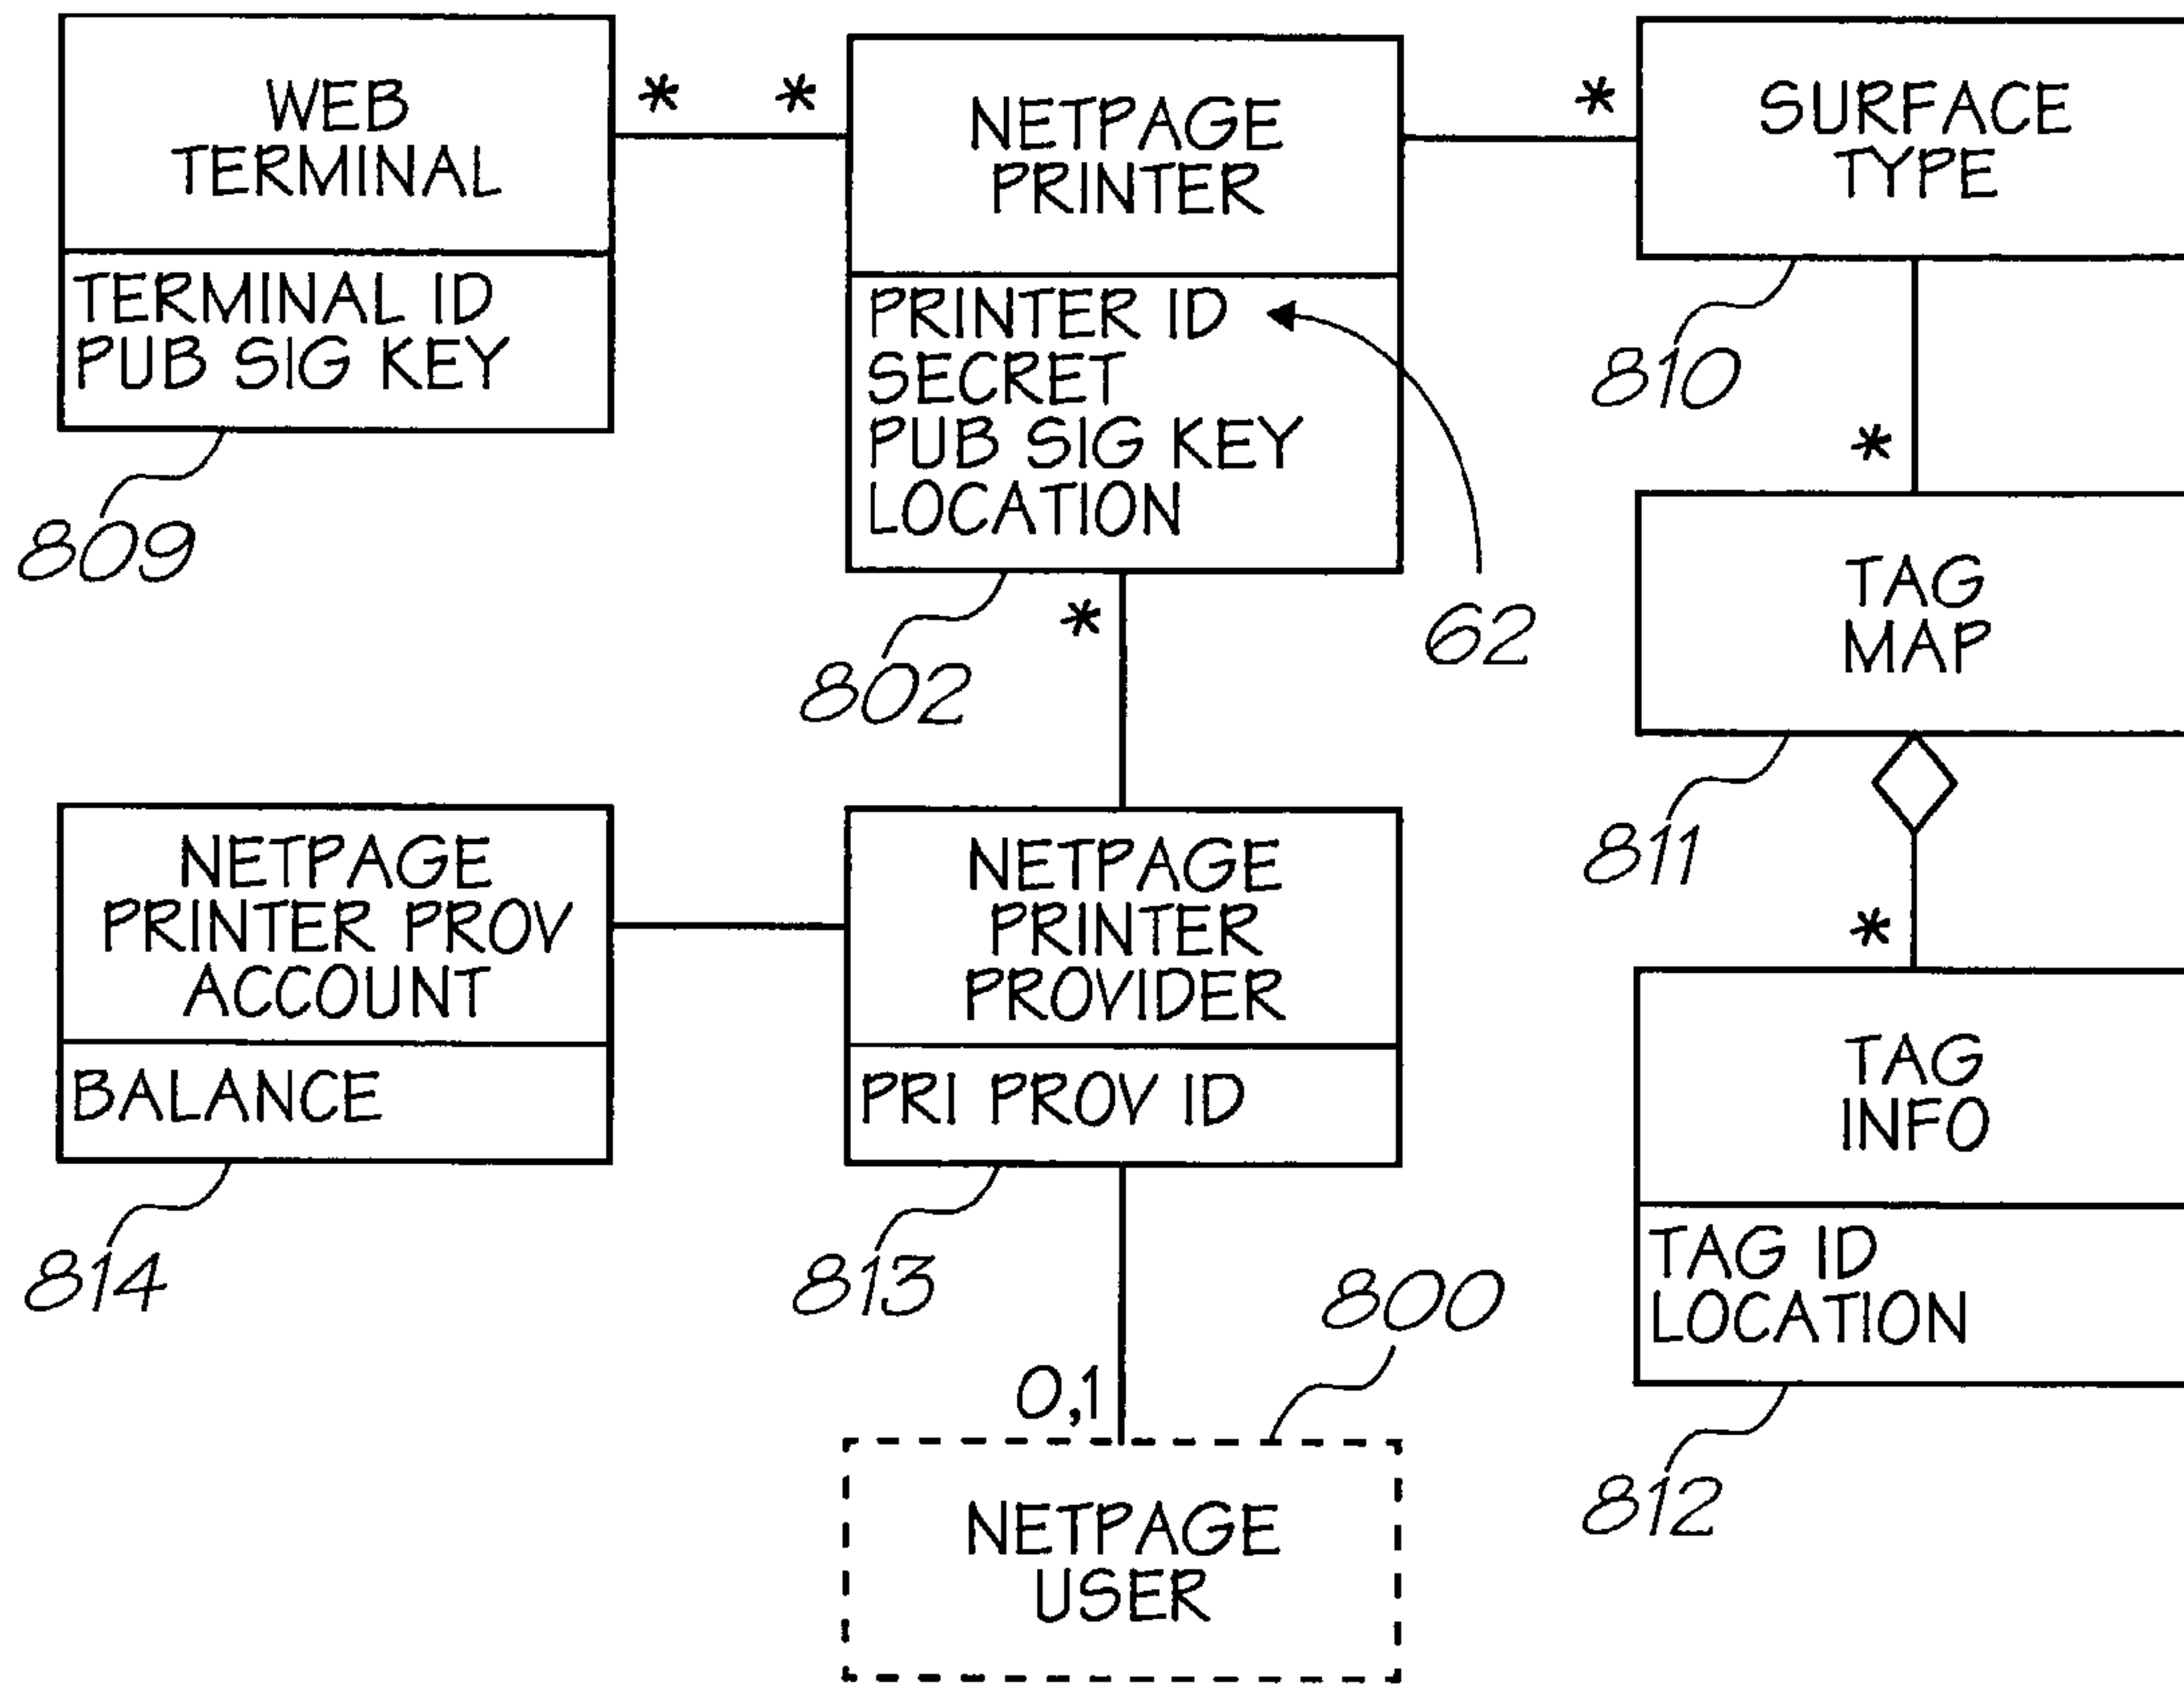 WEB
TERMINAL
TERMINAL ID
PUB SIG KEY
809
* *
NETPAGE
PRINTER
PRINTER ID
SECRET
PUB SIG KEY
LOCATION
802
62
*
*
SURFACE
TYPE
810
*
TAG
MAP
811
*
TAG
INFO
TAG ID
LOCATION
812
NETPAGE
PRINTER PROV
ACCOUNT
BALANCE
814
NETPAGE
PRINTER
PROVIDER
PRI PROV ID
813
800
0,1
NETPAGE
USER